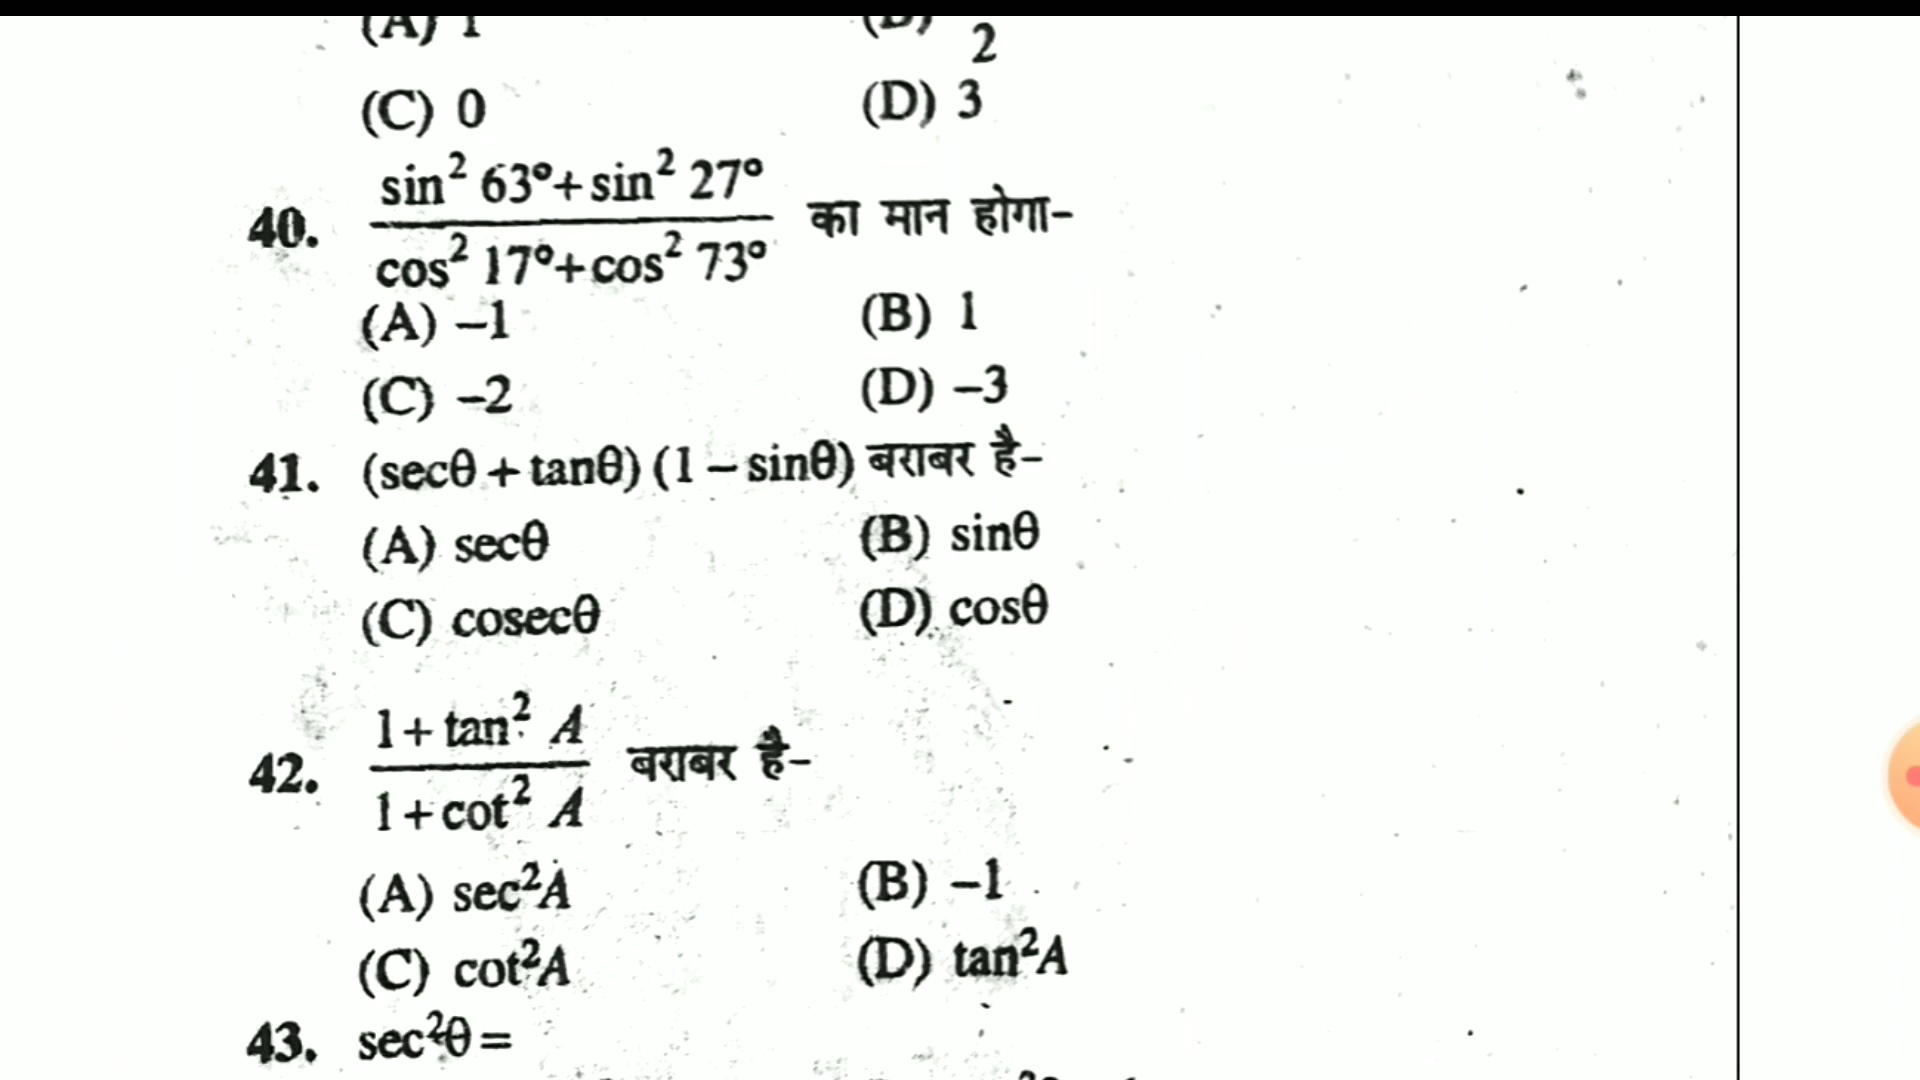 (A) 1 (B)
2
(C) 0 (D) 3
40. sin² 63°+sin² 27° / cos² 17°+cos² 73° का मान होगा–
(A) –1 (B) 1
(C) –2 (D) –3
41. (secθ + tanθ) (1 – sinθ) बराबर है–
(A) secθ (B) sinθ
(C) cosecθ (D) cosθ
42. 1+ tan² A / 1+cot² A बराबर है–
(A) sec²A (B) –1
(C) cot²A (D) tan²A
43. sec²θ =